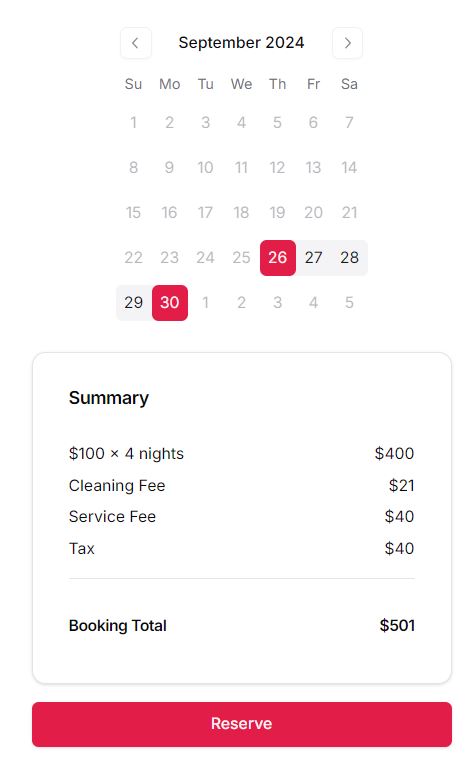 September 2024
Su Mo Tu We Th Fr Sa
1 2 3 4 5 6 7
8 9 10 11 12 13 14
15 16 17 18 19 20 21
22 23 24 25 26 27 28
29 30 1 2 3 4 5
Summary
$100 × 4 nights $400
Cleaning Fee $21
Service Fee $40
Tax $40
Booking Total $501
Reserve